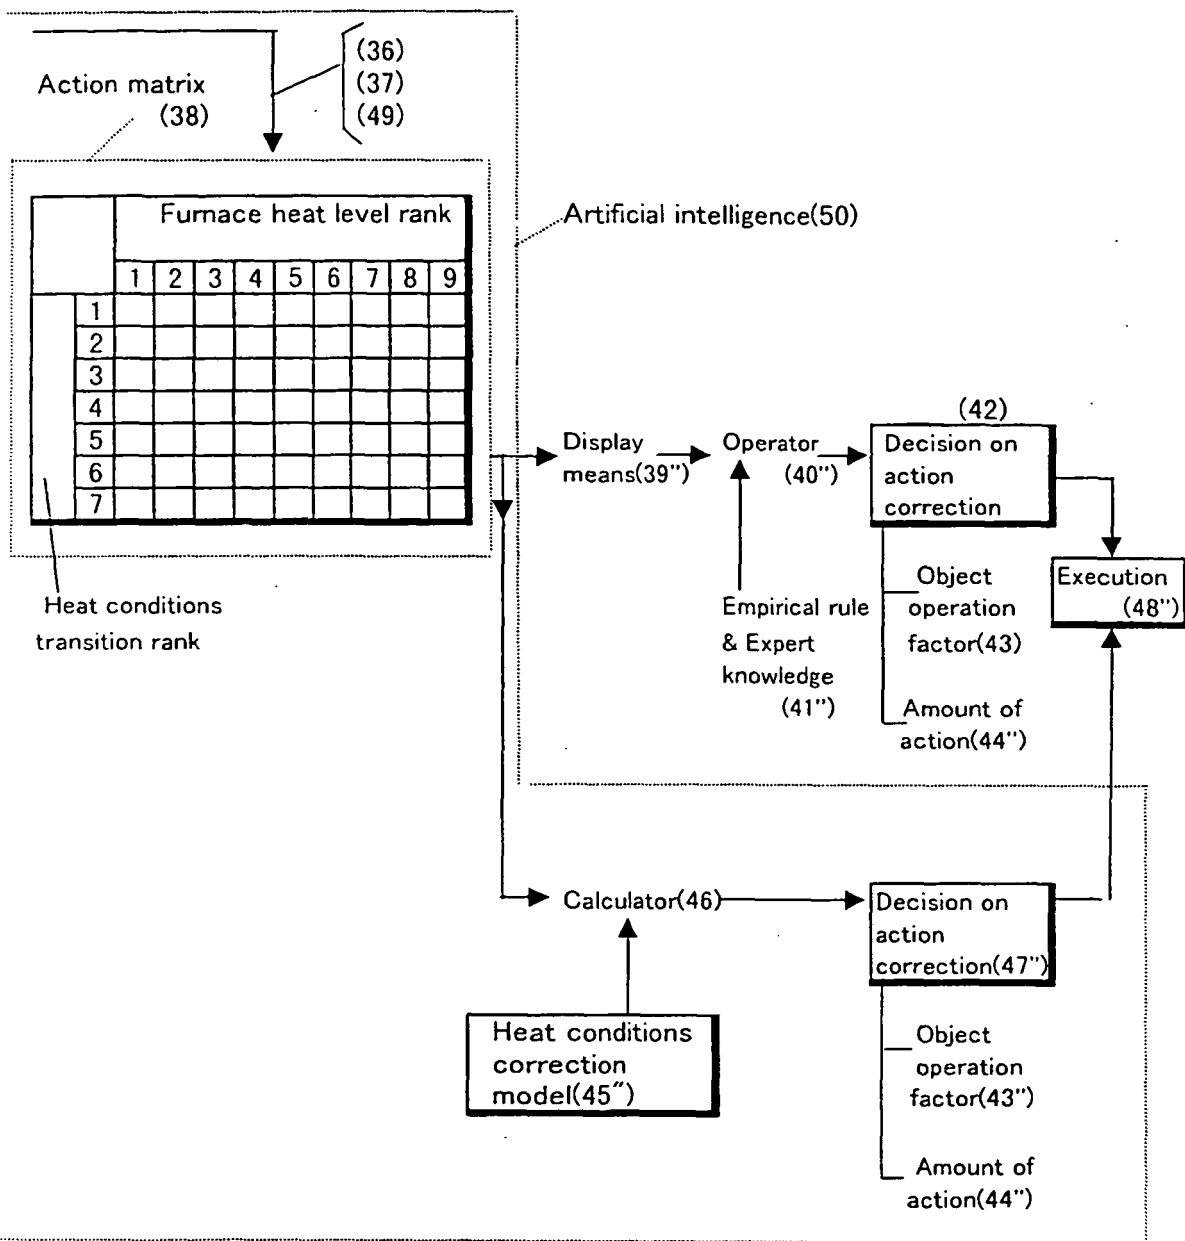 (36)
(37)
(49)
Action matrix
(38)
Furnace heat level rank
1 2 3 4 5 6 7 8 9
1
2
3
4
5
6
7
Heat conditions
transition rank
Artificial intelligence(50)
Display
means(39")
Operator
(40")
Empirical rule
& Expert
knowledge
(41")
(42)
Decision on
action
correction
Object
operation
factor(43)
Amount of
action(44")
Execution
(48")
Calculator(46)
Heat conditions
correction
model(45")
Decision on
action
correction(47")
Object
operation
factor(43")
Amount of
action(44")